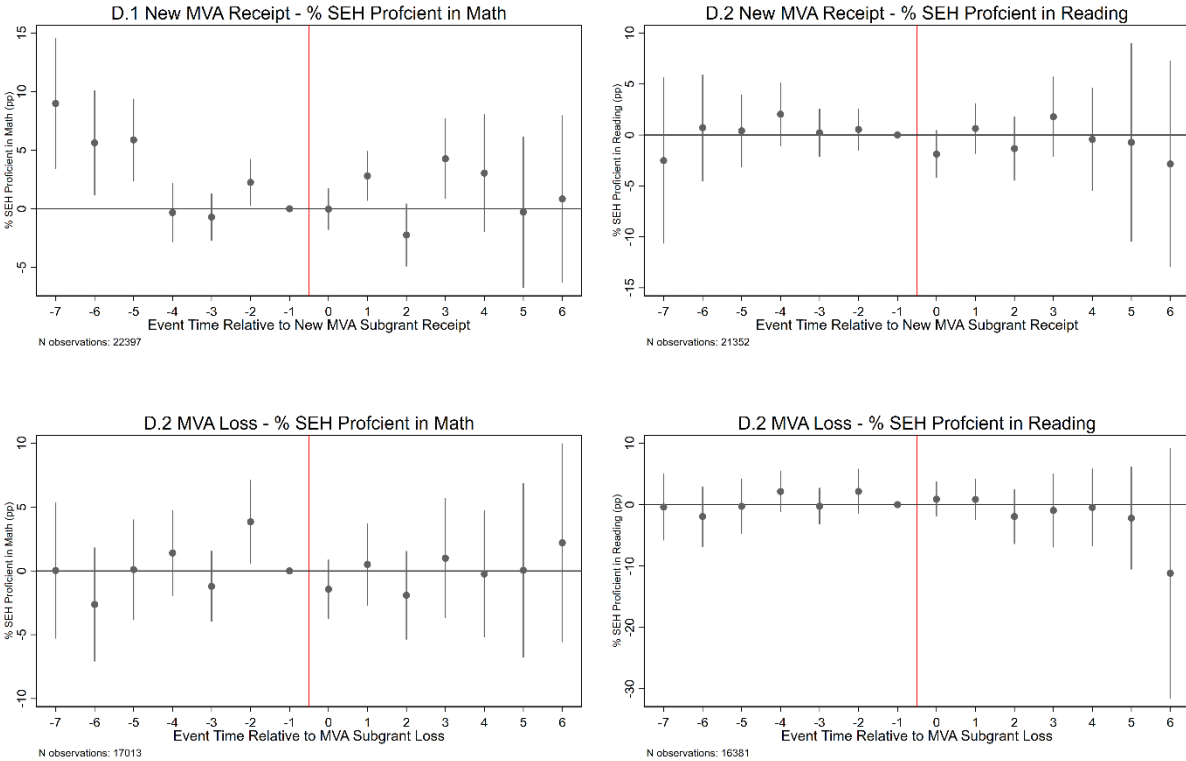 D.1 New MVA Receipt - % SEH Profcient in Math
% SEH Proficient in Math (pp)
15
10
5
0
-5
-7 -6 -5 -4 -3 -2 -1 0 1 2 3 4 5 6
Event Time Relative to New MVA Subgrant Receipt
N observations: 22397
D.2 New MVA Receipt - % SEH Profcient in Reading
% SEH Proficient in Reading (pp)
10
5
0
-5
-10
-15
-7 -6 -5 -4 -3 -2 -1 0 1 2 3 4 5 6
Event Time Relative to New MVA Subgrant Receipt
N observations: 21352
D.2 MVA Loss - % SEH Profcient in Math
% SEH Proficient in Math (pp)
10
5
0
-5
-10
-7 -6 -5 -4 -3 -2 -1 0 1 2 3 4 5 6
Event Time Relative to MVA Subgrant Loss
N observations: 17013
D.2 MVA Loss - % SEH Profcient in Reading
% SEH Proficient in Reading (pp)
10
0
-10
-20
-30
-7 -6 -5 -4 -3 -2 -1 0 1 2 3 4 5 6
Event Time Relative to MVA Subgrant Loss
N observations: 16381